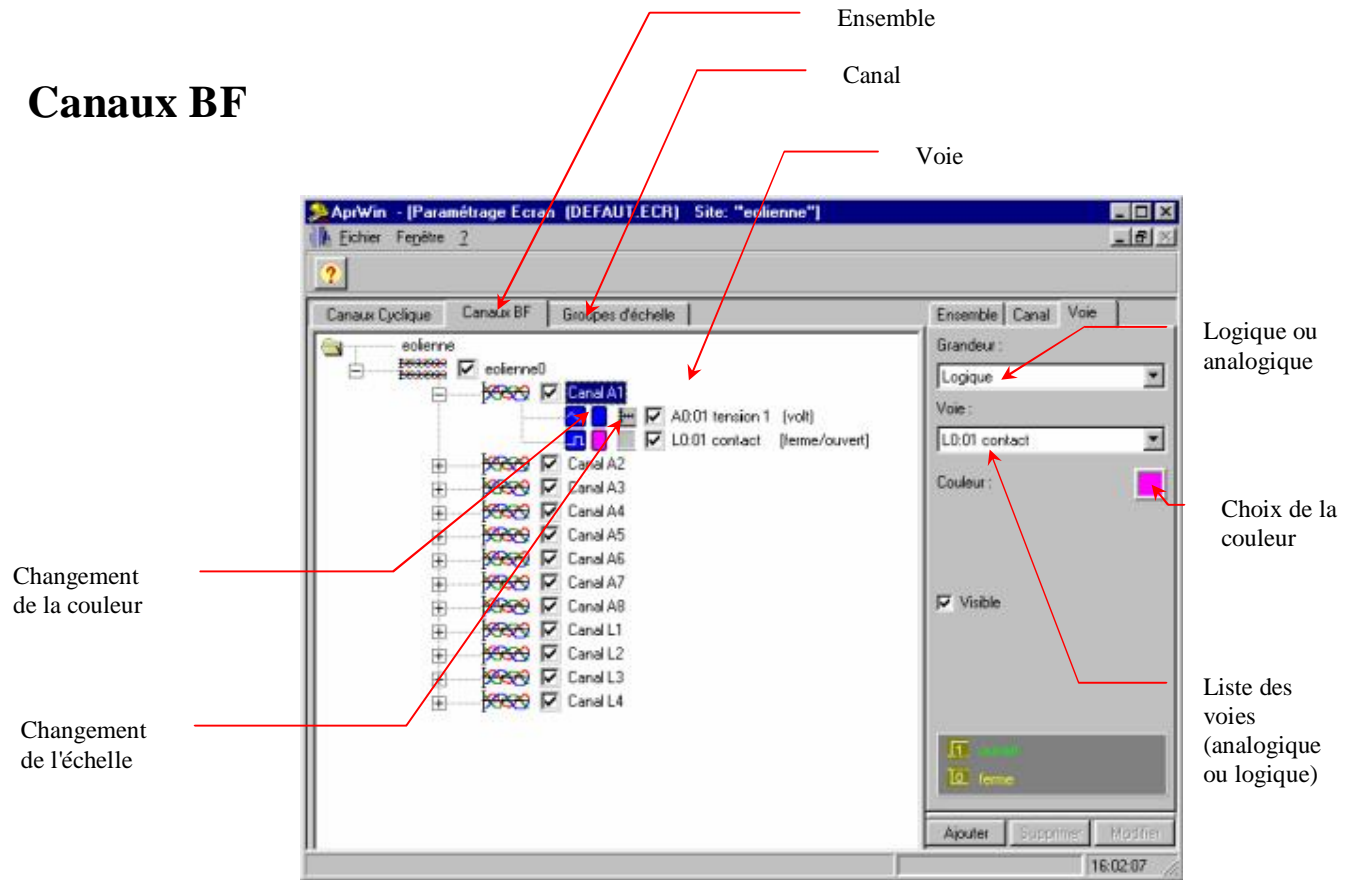 Ensemble
Canal
Canaux BF
Voie
AprWin - [Paramétrage Ecran (DEFAUT.ECR) Site: "eolienne"]
Fichier Fenêtre ?
Canaux Cyclique Canaux BF Groupes d'échelle
Ensemble Canal Voie
eolienne
eolienne0
Canal A1
A0:01 tension 1 (volt)
L0:01 contact (ferme/ouvert)
Canal A2
Canal A3
Canal A4
Canal A5
Canal A6
Canal A7
Canal A8
Canal L1
Canal L2
Canal L3
Canal L4
Grandeur :
Logique
Voie :
L0:01 contact
Couleur :
Visible
1 ouvert
0 ferme
Ajouter Supprimer Modifier
16:02:07
Logique ou
analogique
Choix de la
couleur
Liste des
voies
(analogique
ou logique)
Changement
de la couleur
Changement
de l'échelle